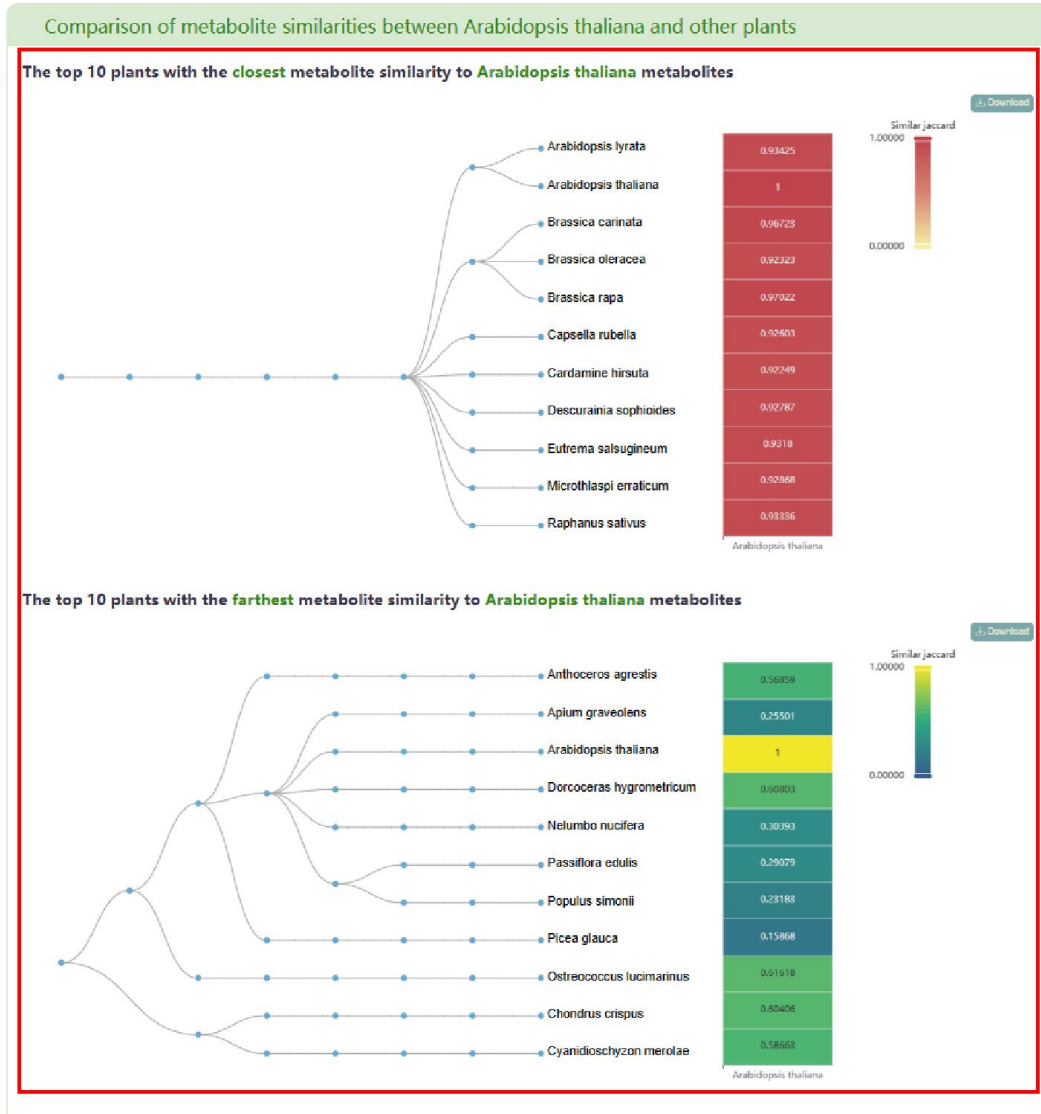 Comparison of metabolite similarities between Arabidopsis thaliana and other plants
The top 10 plants with the closest metabolite similarity to Arabidopsis thaliana metabolites
Download
Similar jaccard
1.00000
0.00000
Arabidopsis lyrata 0.93425
Arabidopsis thaliana 1
Brassica carinata 0.96723
Brassica oleracea 0.92323
Brassica rapa 0.97022
Capsella rubella 0.92603
Cardamine hirsuta 0.92249
Descurainia sophioides 0.92787
Eutrema salsugineum 0.9318
Microthlaspi erraticum 0.92868
Raphanus sativus 0.93336
Arabidopsis thaliana
The top 10 plants with the farthest metabolite similarity to Arabidopsis thaliana metabolites
Download
Similar jaccard
1.00000
0.00000
Anthoceros agrestis 0.56859
Apium graveolens 0.25501
Arabidopsis thaliana 1
Dorcoceras hygrometricum 0.60803
Nelumbo nucifera 0.30393
Passiflora edulis 0.29079
Populus simonii 0.23183
Picea glauca 0.15868
Ostreococcus lucimarinus 0.61618
Chondrus crispus 0.60406
Cyanidioschyzon merolae 0.58663
Arabidopsis thaliana